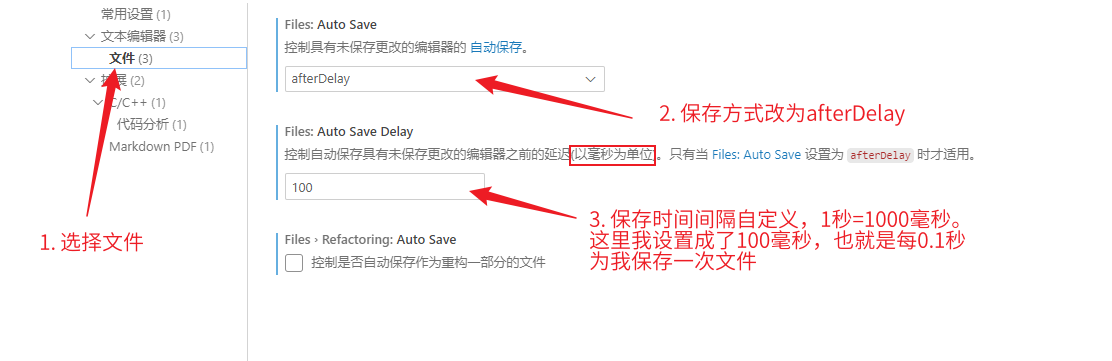 常用设置 (1)
文本编辑器 (3)
文件 (3)
扩展 (2)
C/C++ (1)
代码分析 (1)
Markdown PDF (1)
1. 选择文件
Files: Auto Save
控制具有未保存更改的编辑器的 自动保存。
afterDelay
2. 保存方式改为afterDelay
Files: Auto Save Delay
控制自动保存具有未保存更改的编辑器之前的延迟(以毫秒为单位)。只有当 Files: Auto Save 设置为 afterDelay 时才适用。
100
3. 保存时间间隔自定义，1秒=1000毫秒。
这里我设置成了100毫秒，也就是每0.1秒
为我保存一次文件
Files › Refactoring: Auto Save
控制是否自动保存作为重构一部分的文件